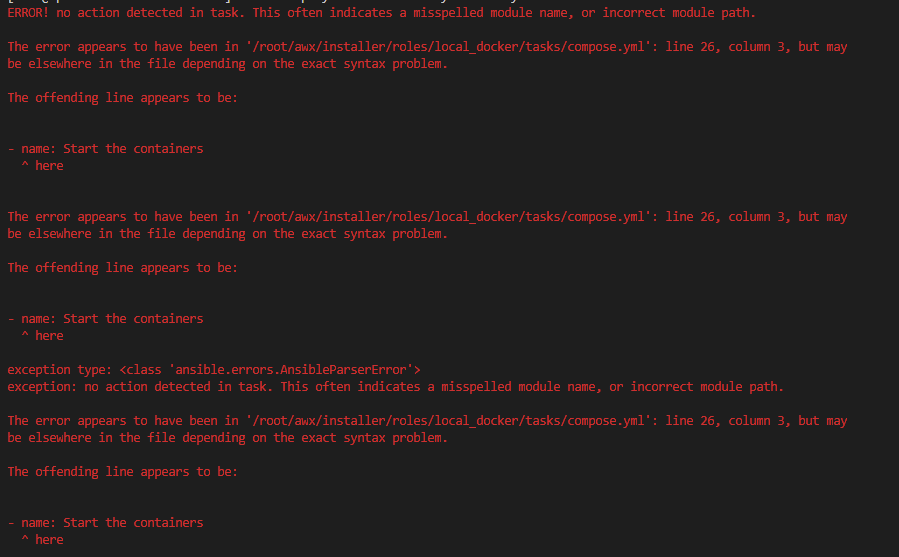 ERROR! no action detected in task. This often indicates a misspelled module name, or incorrect module path.
The error appears to have been in '/root/awx/installer/roles/local_docker/tasks/compose.yml': line 26, column 3, but may
be elsewhere in the file depending on the exact syntax problem.
The offending line appears to be:
- name: Start the containers
^ here
The error appears to have been in '/root/awx/installer/roles/local_docker/tasks/compose.yml': line 26, column 3, but may
be elsewhere in the file depending on the exact syntax problem.
The offending line appears to be:
- name: Start the containers
^ here
exception type: <class 'ansible.errors.AnsibleParserError'>
exception: no action detected in task. This often indicates a misspelled module name, or incorrect module path.
The error appears to have been in '/root/awx/installer/roles/local_docker/tasks/compose.yml': line 26, column 3, but may
be elsewhere in the file depending on the exact syntax problem.
The offending line appears to be:
- name: Start the containers
^ here